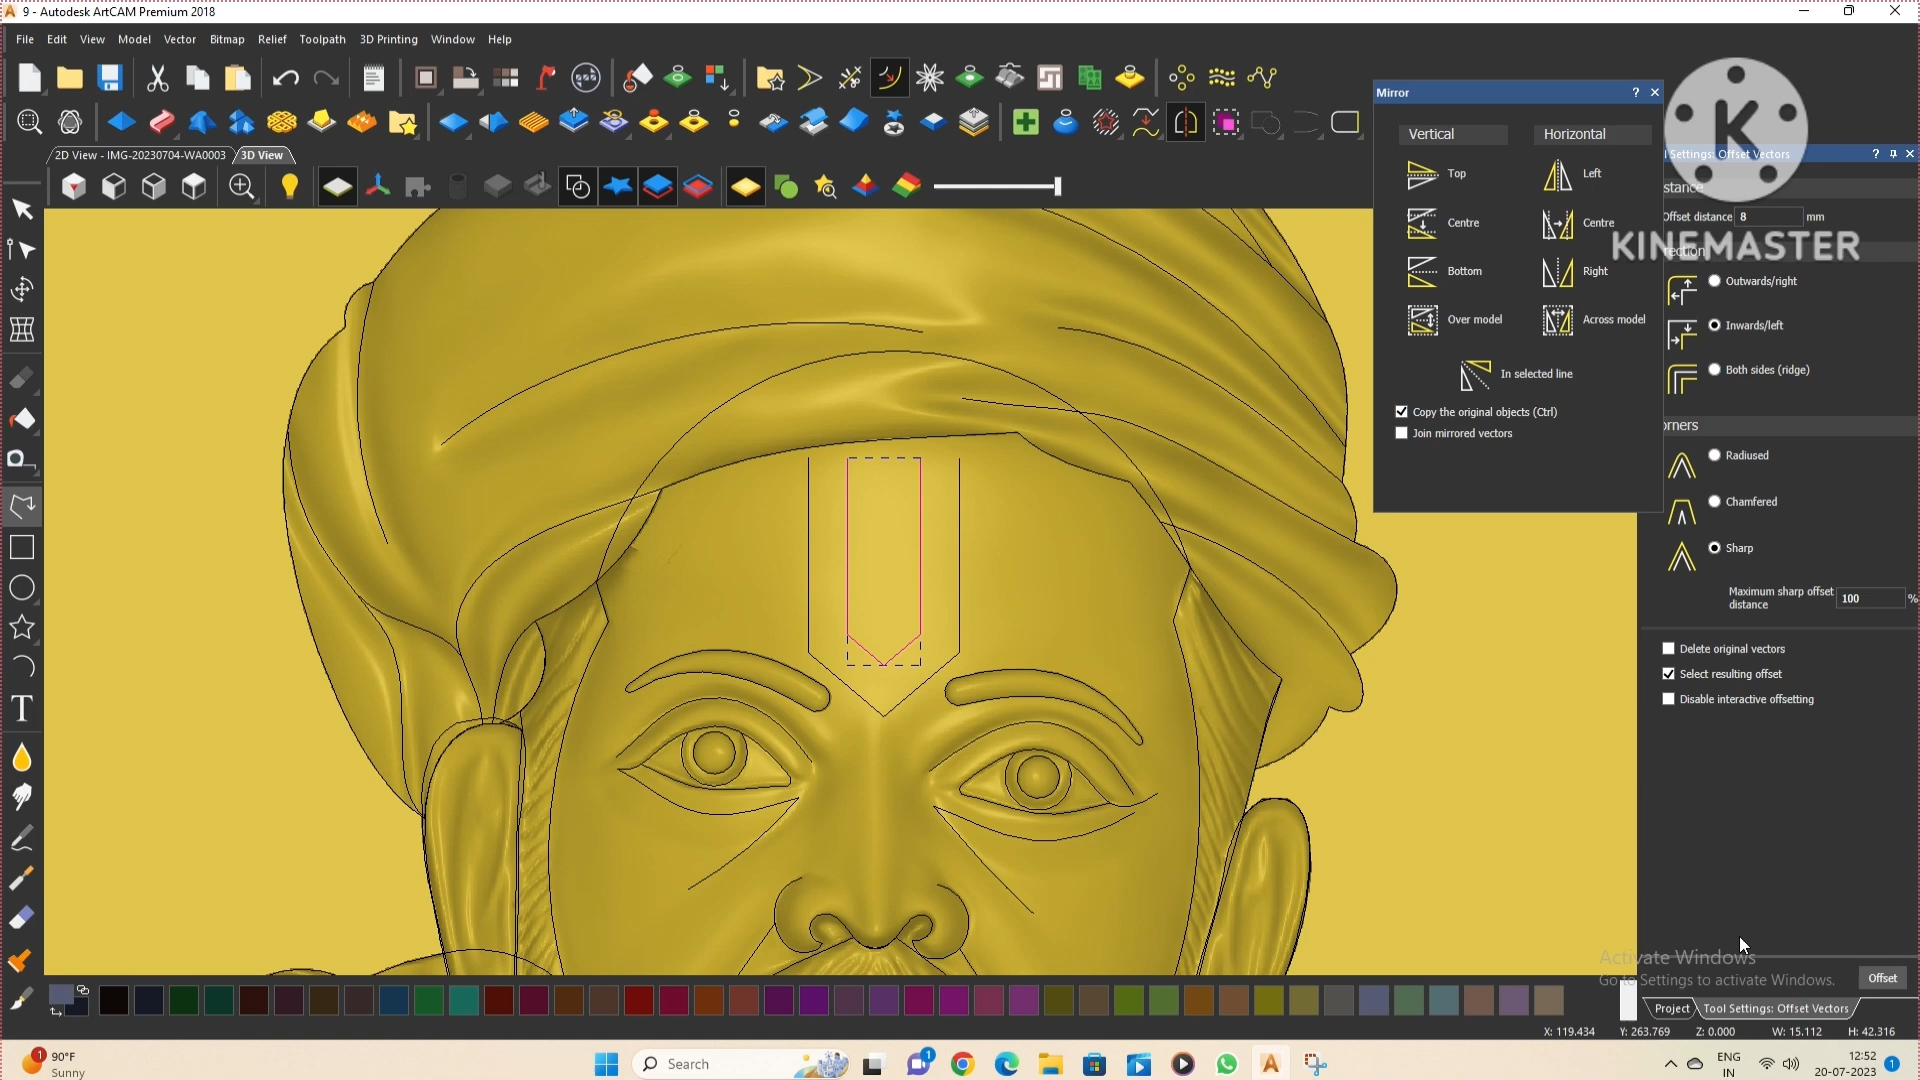 9 - Autodesk ArtCAM Premium 2018
File Edit View Model Vector Bitmap Relief Toolpath 3D Printing Window Help
2D View - IMG-20230704-WA0003 3D View
Mirror ?
Vertical Horizontal
Top Left
Centre Centre
Bottom Right
Over model Across model
In selected line
Copy the original objects (Ctrl)
Join mirrored vectors
K
KINEMASTER
l Settings: Offset Vectors ?
stance
Offset distance 8 mm
rection
Outwards/right
Inwards/left
Both sides (ridge)
orners
Radiused
Chamfered
Sharp
Maximum sharp offset
distance 100 %
Delete original vectors
Select resulting offset
Disable interactive offsetting
Activate Windows
Go to Settings to activate Windows.
Offset
Project Tool Settings: Offset Vectors
X: 119.434 Y: 263.769 Z: 0.000 W: 15.112 H: 42.316
1 90°F
Sunny
Search
1
ENG
IN
12:52
20-07-2023
1